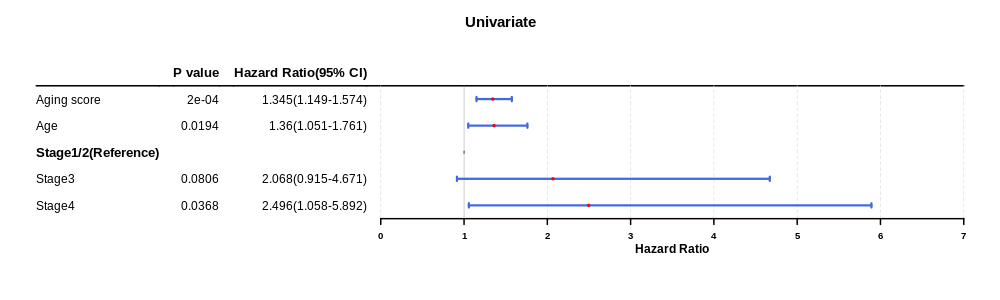 Univariate
P value Hazard Ratio(95% CI)
Aging score 2e-04 1.345(1.149-1.574)
Age 0.0194 1.36(1.051-1.761)
Stage1/2(Reference)
Stage3 0.0806 2.068(0.915-4.671)
Stage4 0.0368 2.496(1.058-5.892)
0 1 2 3 4 5 6 7
Hazard Ratio